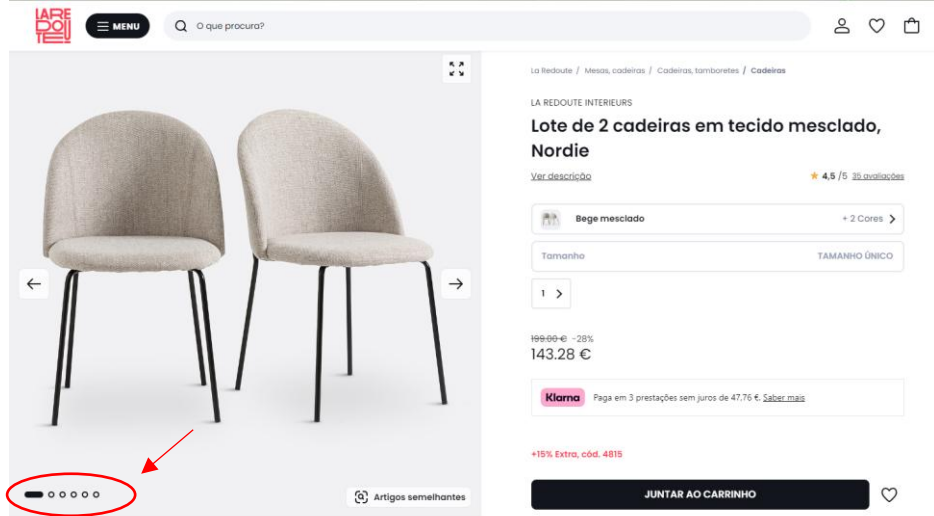 LA RE
DOU
TE
MENU
O que procura?
La Redoute / Mesas, cadeiras / Cadeiras, tamboretes / Cadeiras
LA REDOUTE INTERIEURS
Lote de 2 cadeiras em tecido mesclado,
Nordie
Ver descrição
4,5 /5 35 avaliações
Bege mesclado
+ 2 Cores
Tamanho
TAMANHO ÚNICO
1
199.00 € -28%
143.28 €
Klarna Paga em 3 prestações sem juros de 47,76 €. Saber mais
+15% Extra, cód. 4815
Artigos semelhantes
JUNTAR AO CARRINHO